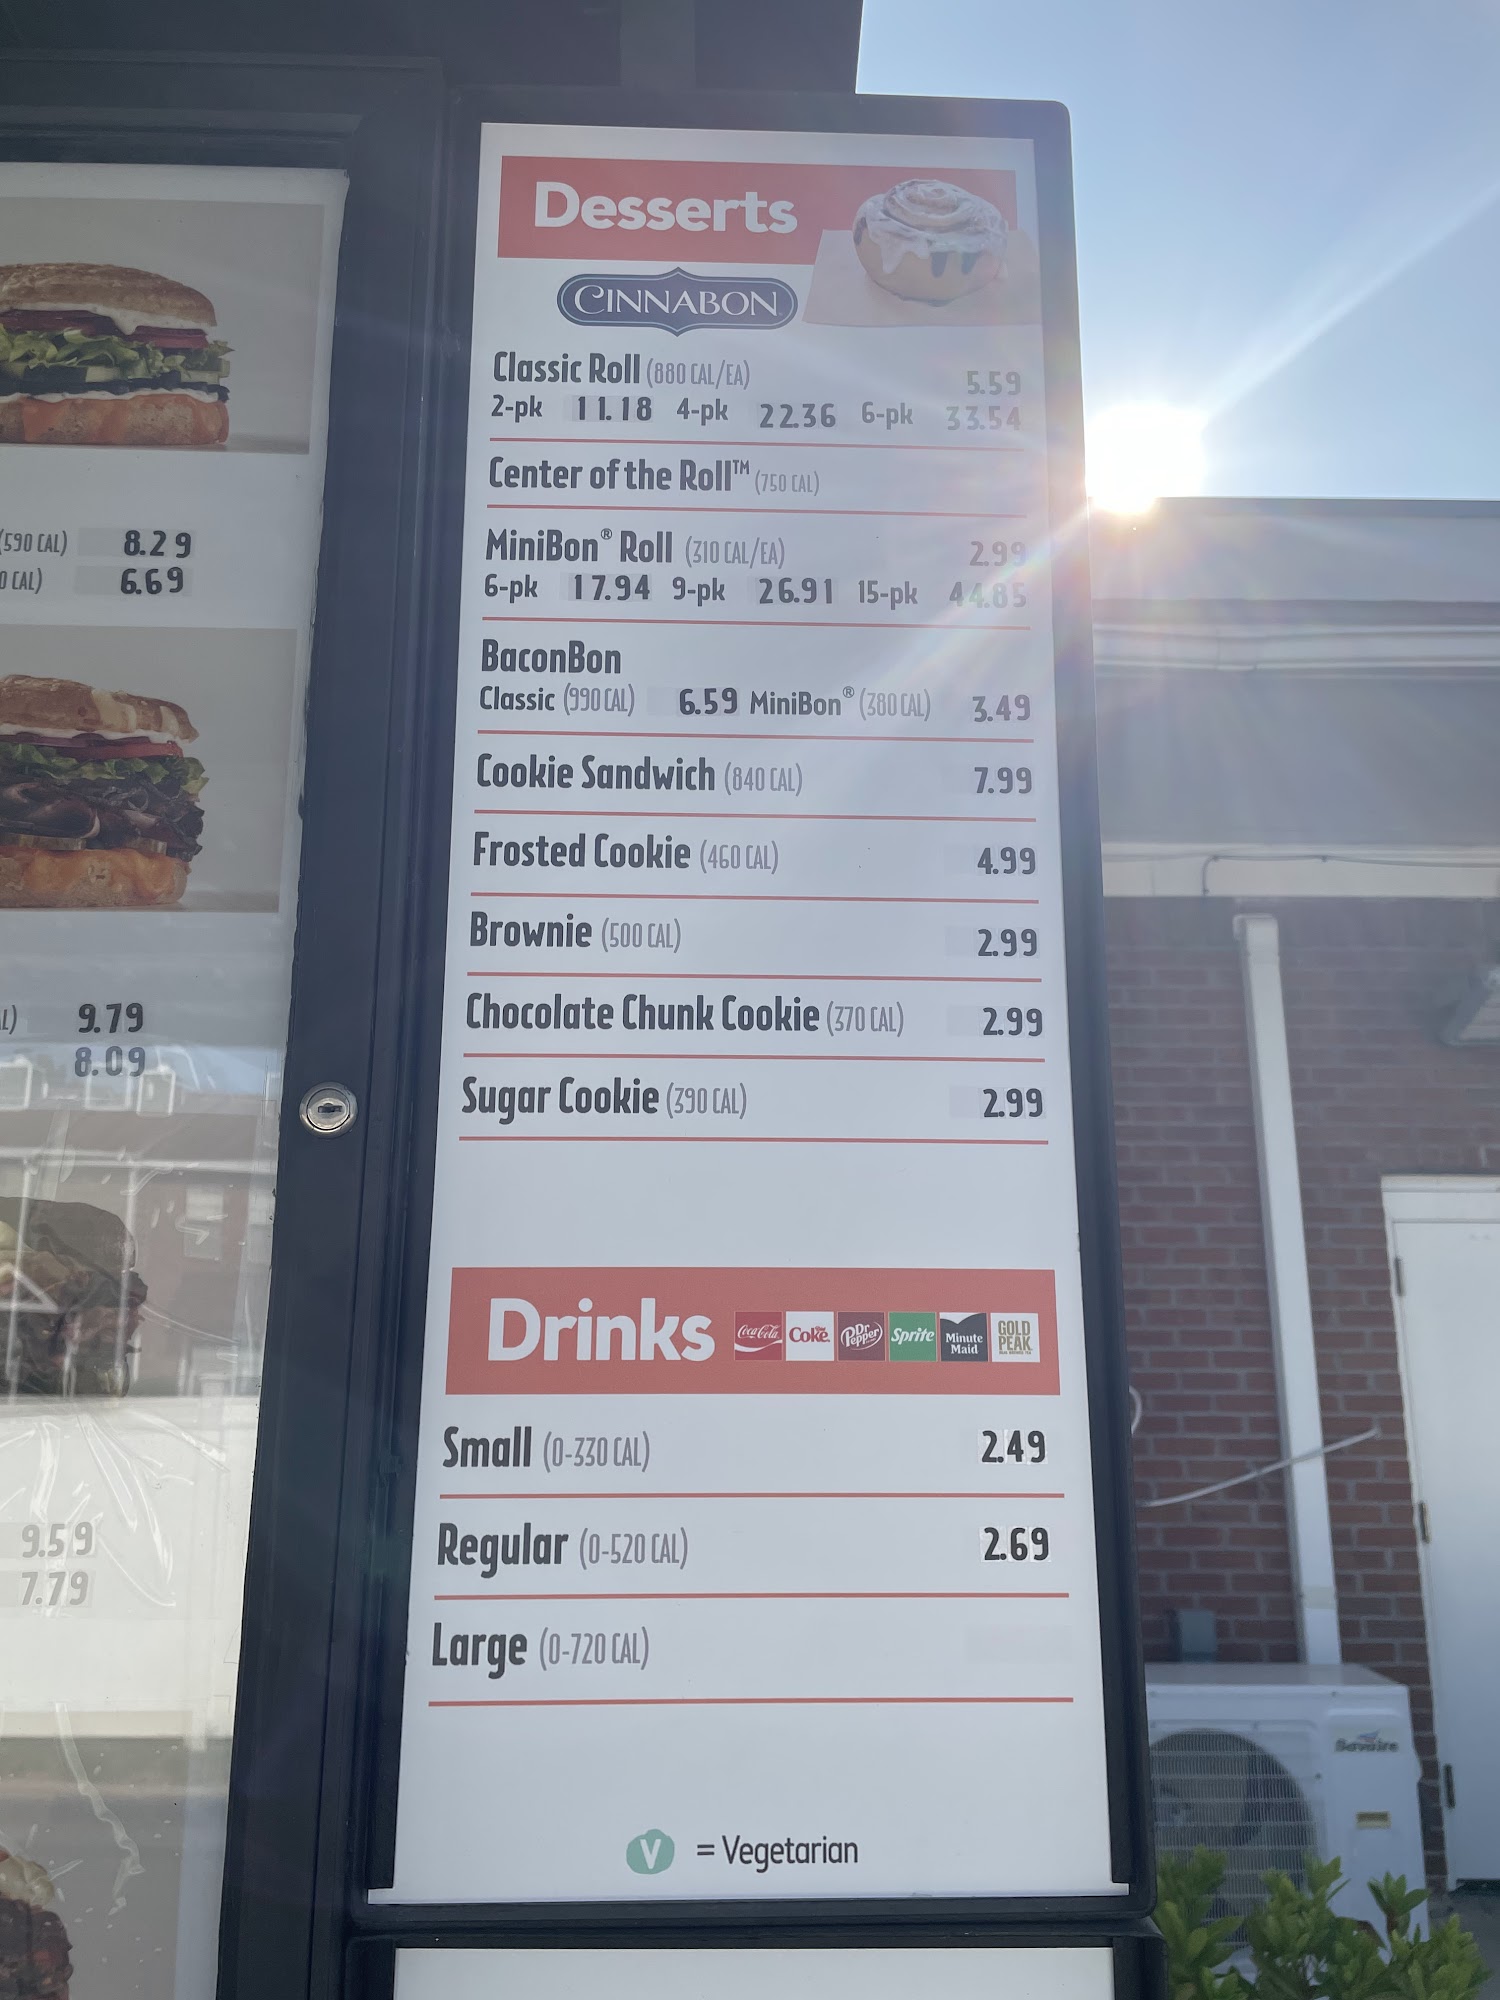 (590 CAL) 8.29
0 CAL) 6.69
9.79
8.09
9.59
7.79
Desserts
CINNABON
Classic Roll (880 CAL/EA) 5.59
2-pk 11.18 4-pk 22.36 6-pk 33.54
Center of the Roll™ (750 CAL)
MiniBon® Roll (310 CAL/EA) 2.99
6-pk 17.94 9-pk 26.91 15-pk 44.85
BaconBon
Classic (990 CAL) 6.59 MiniBon® (380 CAL) 3.49
Cookie Sandwich (840 CAL) 7.99
Frosted Cookie (460 CAL) 4.99
Brownie (500 CAL) 2.99
Chocolate Chunk Cookie (370 CAL) 2.99
Sugar Cookie (390 CAL) 2.99
Drinks Coca-Cola Coke Dr Pepper Sprite Minute Maid GOLD PEAK
Small (0-330 CAL) 2.49
Regular (0-520 CAL) 2.69
Large (0-720 CAL)
V = Vegetarian